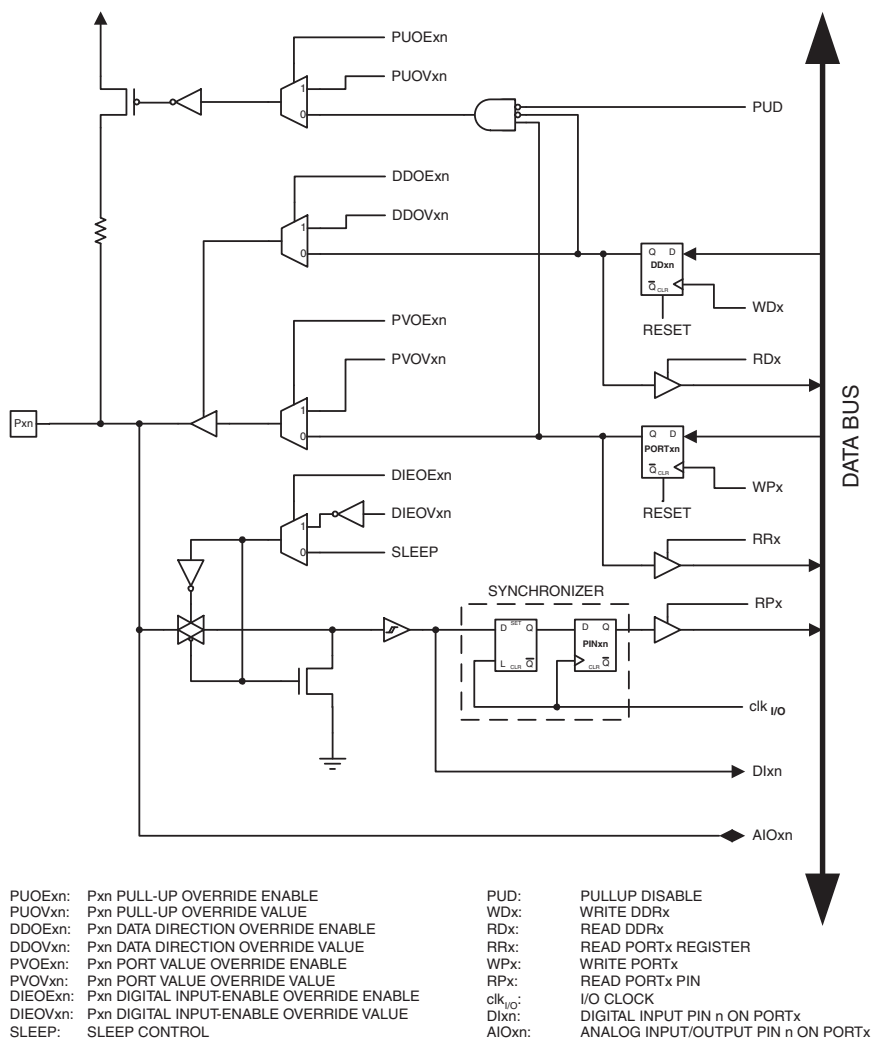 PUOExn
PUOVxn
1
0
PUD
DDOExn
DDOVxn
1
0
Q D
DDxn
Q CLR
WDx
RESET
PVOExn
PVOVxn
RDx
1
0
Pxn
Q D
PORTxn
Q CLR
DATA BUS
DIEOExn
WPx
DIEOVxn
RESET
1
0
SLEEP
RRx
SYNCHRONIZER
RPx
D SET Q
D Q
PINxn
L CLR Q
CLR Q
clk I/O
DIxn
AIOxn
PUOExn: Pxn PULL-UP OVERRIDE ENABLE
PUOVxn: Pxn PULL-UP OVERRIDE VALUE
DDOExn: Pxn DATA DIRECTION OVERRIDE ENABLE
DDOVxn: Pxn DATA DIRECTION OVERRIDE VALUE
PVOExn: Pxn PORT VALUE OVERRIDE ENABLE
PVOVxn: Pxn PORT VALUE OVERRIDE VALUE
DIEOExn: Pxn DIGITAL INPUT-ENABLE OVERRIDE ENABLE
DIEOVxn: Pxn DIGITAL INPUT-ENABLE OVERRIDE VALUE
SLEEP: SLEEP CONTROL
PUD: PULLUP DISABLE
WDx: WRITE DDRx
RDx: READ DDRx
RRx: READ PORTx REGISTER
WPx: WRITE PORTx
RPx: READ PORTx PIN
clkI/O: I/O CLOCK
DIxn: DIGITAL INPUT PIN n ON PORTx
AIOxn: ANALOG INPUT/OUTPUT PIN n ON PORTx